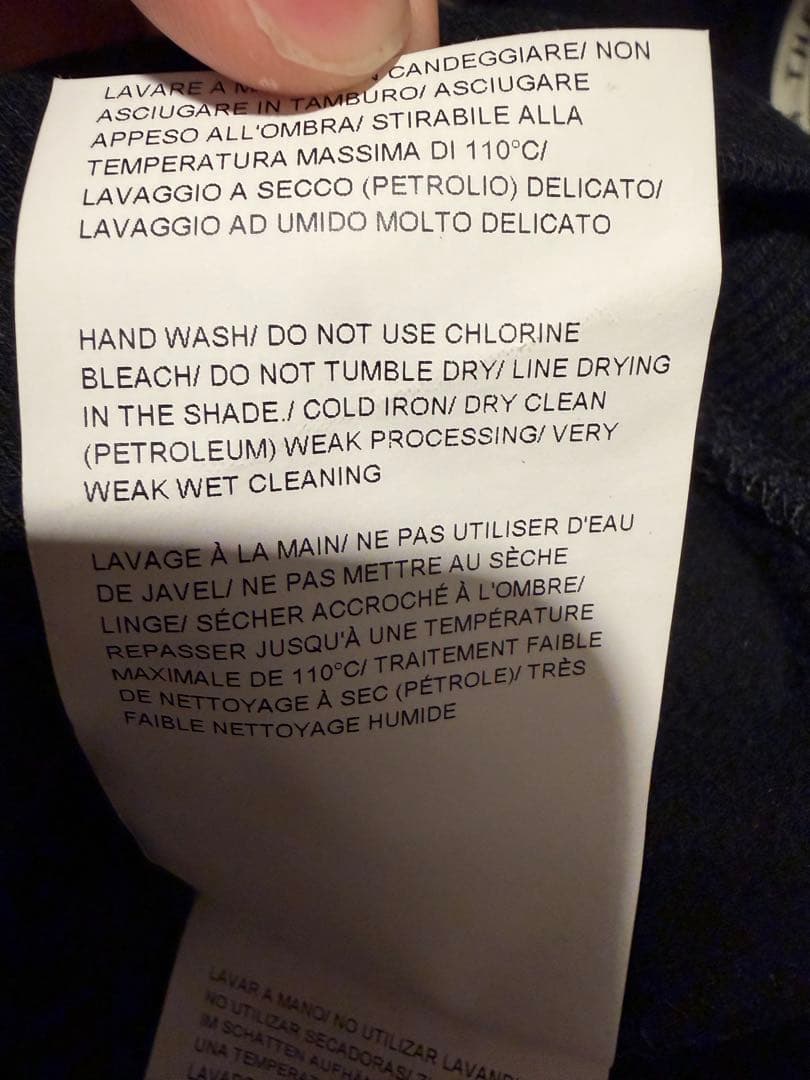 LAVARE A CANDEGGIARE/ NON
ASCIUGARE IN TAMBURO/ ASCIUGARE
APPESO ALL'OMBRA/ STIRABILE ALLA
TEMPERATURA MASSIMA DI 110°C/
LAVAGGIO A SECCO (PETROLIO) DELICATO/
LAVAGGIO AD UMIDO MOLTO DELICATO
HAND WASH/ DO NOT USE CHLORINE
BLEACH/ DO NOT TUMBLE DRY/ LINE DRYING
IN THE SHADE./ COLD IRON/ DRY CLEAN
(PETROLEUM) WEAK PROCESSING/ VERY
WEAK WET CLEANING
LAVAGE À LA MAIN/ NE PAS UTILISER D'EAU
DE JAVEL/ NE PAS METTRE AU SÈCHE
LINGE/ SÉCHER ACCROCHÉ À L'OMBRE/
REPASSER JUSQU'À UNE TEMPÉRATURE
MAXIMALE DE 110°C/ TRAITEMENT FAIBLE
DE NETTOYAGE À SEC (PÉTROLE)/ TRÈS
FAIBLE NETTOYAGE HUMIDE
LAVAR A MANO/ NO UTILIZAR
NO UTILIZAR SECADORAS/
IM SCHATTEN
UNA